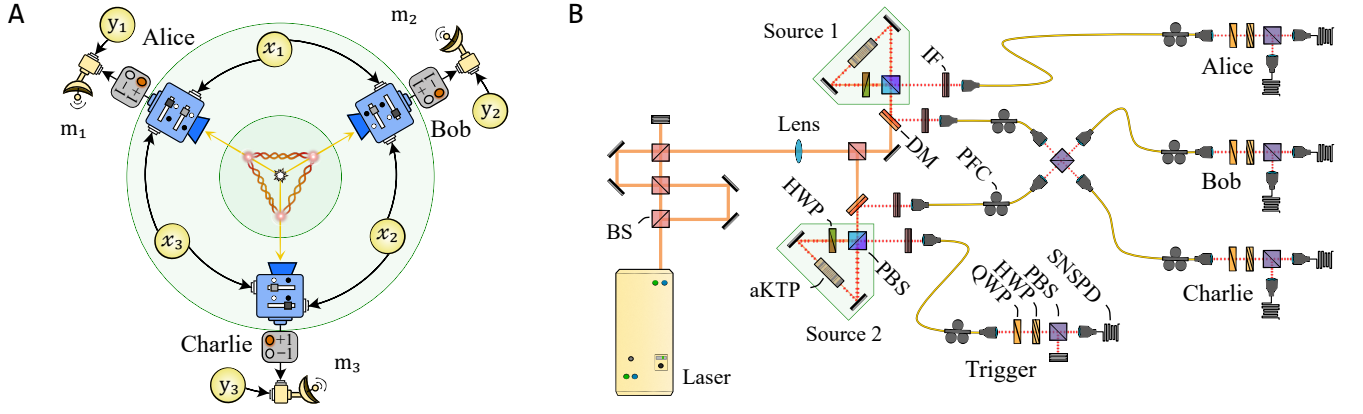 A
y₁
Alice
x₁
m₂
m₁
Bob
y₂
x₃
x₂
Charlie
+1
−1
m₃
y₃
B
Source 1
IF
Alice
Lens
DM
PFC
Bob
HWP
BS
PBS
aKTP
Source 2
Charlie
QWP
HWP
PBS
SNSPD
Trigger
Laser